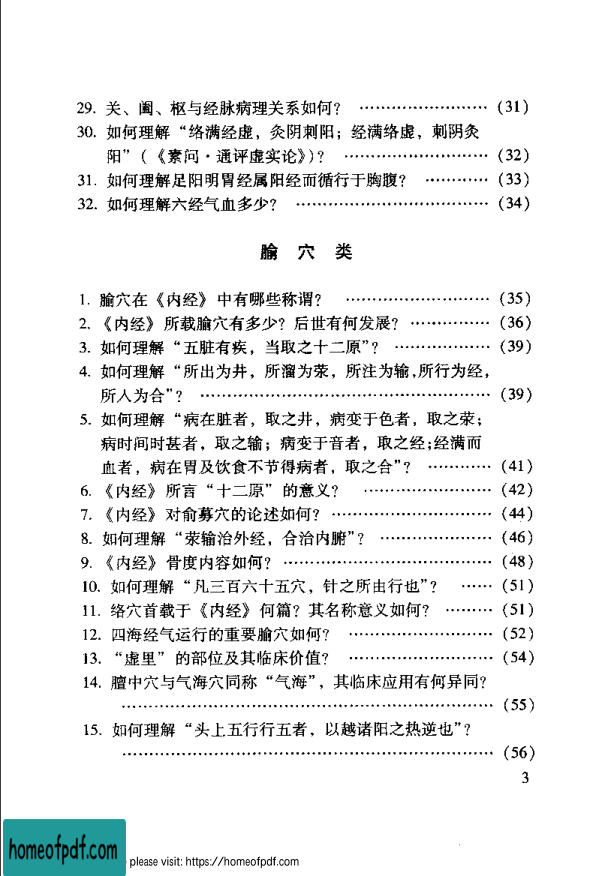 29. 关、阖、枢与经脉病理关系如何? ························ (31)
30. 如何理解“络满经虚，灸阴刺阳；经满络虚，刺阴灸
阳”(《素问·通评虚实论》)? ························ (32)
31. 如何理解足阳明胃经属阳经而循行于胸腹? ············ (33)
32. 如何理解六经气血多少? ································· (34)
腧 穴 类
1. 腧穴在《内经》中有哪些称谓? ························ (35)
2. 《内经》所载腧穴有多少? 后世有何发展? ··············· (36)
3. 如何理解“五脏有疾，当取之十二原”? ·················· (39)
4. 如何理解“所出为井，所溜为荥，所注为输,所行为经，
所入为合”? ·················································· (39)
5. 如何理解“病在脏者，取之井，病变于色者，取之荥；
病时间时甚者，取之输；病变于音者，取之经;经满而
血者，病在胃及饮食不节得病者，取之合”? ············ (41)
6. 《内经》所言“十二原”的意义? ······················ (42)
7. 《内经》对俞募穴的论述如何? ··························· (44)
8. 如何理解“荥输治外经，合治内腑”? ··················· (46)
9. 《内经》骨度内容如何? ··································· (48)
10. 如何理解“凡三百六十五穴，针之所由行也”? ······ (51)
11. 络穴首载于《内经》何篇? 其名称意义如何? ········· (51)
12. 四海经气运行的重要腧穴如何? ························ (52)
13. “虚里”的部位及其临床价值? ························ (54)
14. 膻中穴与气海穴同称“气海”，其临床应用有何异同?
······························································ (55)
15. 如何理解“头上五行行五者，以越诸阳之热逆也”?
······························································ (56)
3
homeofpdf.com
please visit: https://homeofpdf.com